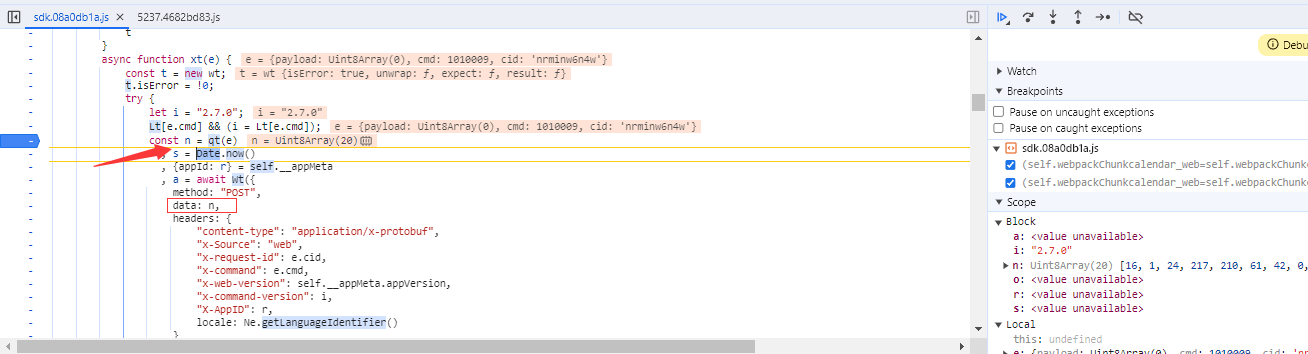 sdk.08a0db1a.js × 5237.4682bd83.js
t
}
async function xt(e) { e = {payload: Uint8Array(0), cmd: 1010009, cid: 'nrminw6n4w'}
const t = new wt; t = wt {isError: true, unwrap: ƒ, expect: ƒ, result: ƒ}
t.isError = !0;
try {
let i = "2.7.0"; i = "2.7.0"
Lt[e.cmd] && (i = Lt[e.cmd]); e = {payload: Uint8Array(0), cmd: 1010009, cid: 'nrminw6n4w'}
const n = qt(e) n = Uint8Array(20)
, s = Date.now()
, {appId: r} = self.__appMeta
, a = await wt({
method: "POST",
data: n,
headers: {
"content-type": "application/x-protobuf",
"x-Source": "web",
"x-request-id": e.cid,
"x-command": e.cmd,
"x-web-version": self.__appMeta.appVersion,
"x-command-version": i,
"X-AppID": r,
locale: Ne.getLanguageIdentifier()
}
Debu
Watch
Breakpoints
Pause on uncaught exceptions
Pause on caught exceptions
sdk.08a0db1a.js
(self.webpackChunkcalendar_web=self.webpackChunk
(self.webpackChunkcalendar_web=self.webpackChunk
Scope
Block
a: <value unavailable>
i: "2.7.0"
n: Uint8Array(20) [16, 1, 24, 217, 210, 61, 42, 0,
o: <value unavailable>
r: <value unavailable>
s: <value unavailable>
Local
this: undefined
e: {payload: Uint8Array(0), cmd: 1010009, cid: